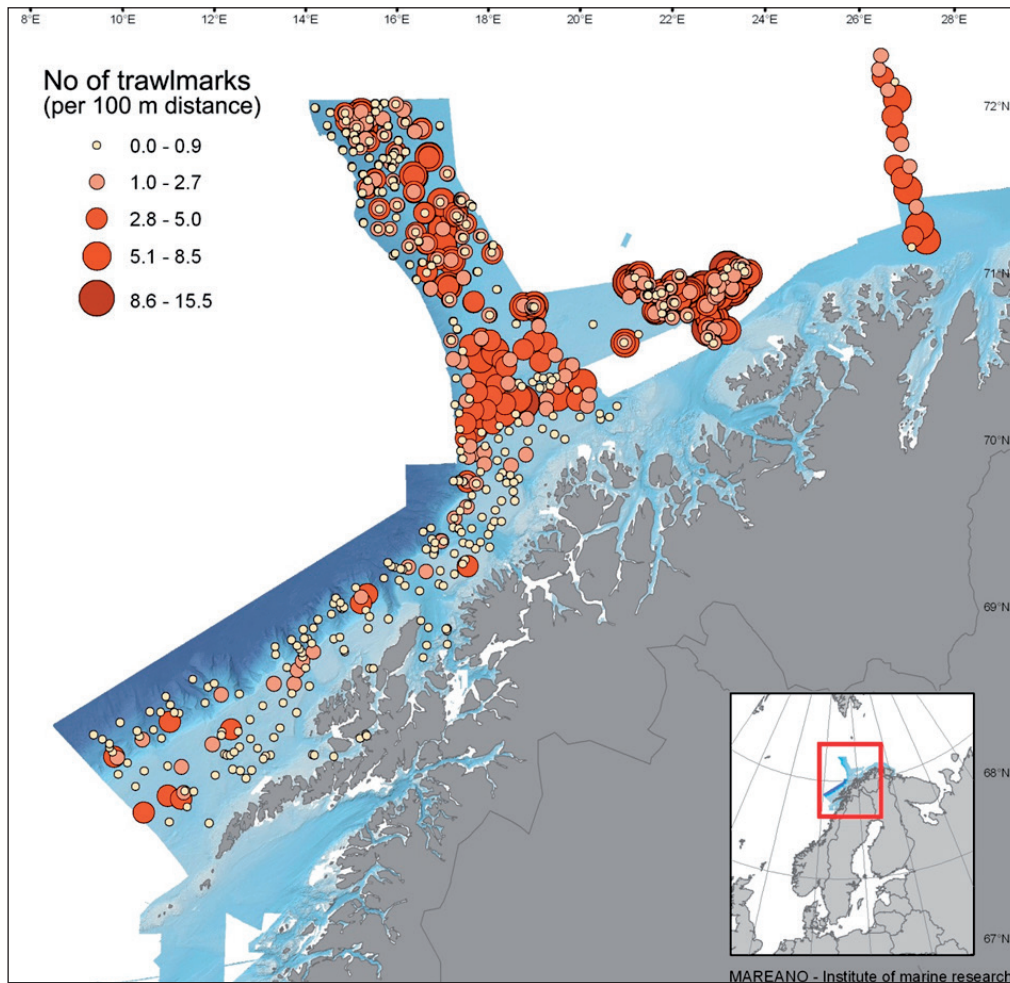 8°E 10°E 12°E 14°E 16°E 18°E 20°E 22°E 24°E 26°E 28°E
No of trawlmarks
(per 100 m distance)
0.0 - 0.9
1.0 - 2.7
2.8 - 5.0
5.1 - 8.5
8.6 - 15.5
72°N
71°N
70°N
69°N
68°N
67°N
MAREANO - Institute of marine research